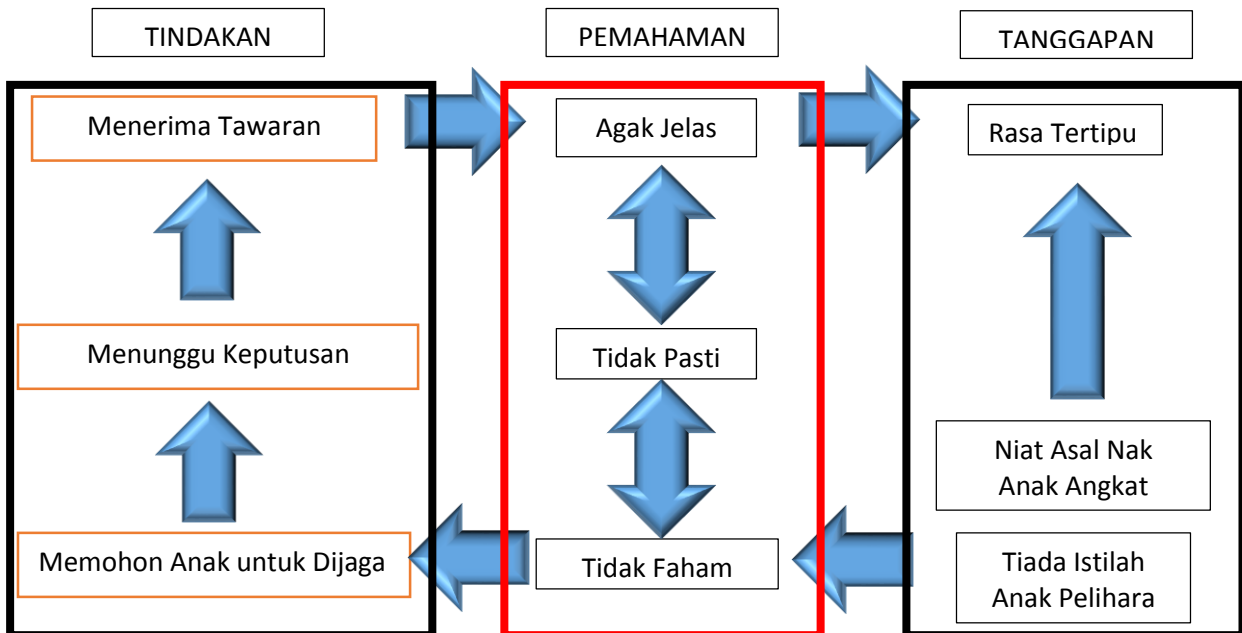 TINDAKAN
PEMAHAMAN
TANGGAPAN
Menerima Tawaran
Agak Jelas
Rasa Tertipu
Menunggu Keputusan
Tidak Pasti
Niat Asal Nak
Anak Angkat
Memohon Anak untuk Dijaga
Tidak Faham
Tiada Istilah
Anak Pelihara